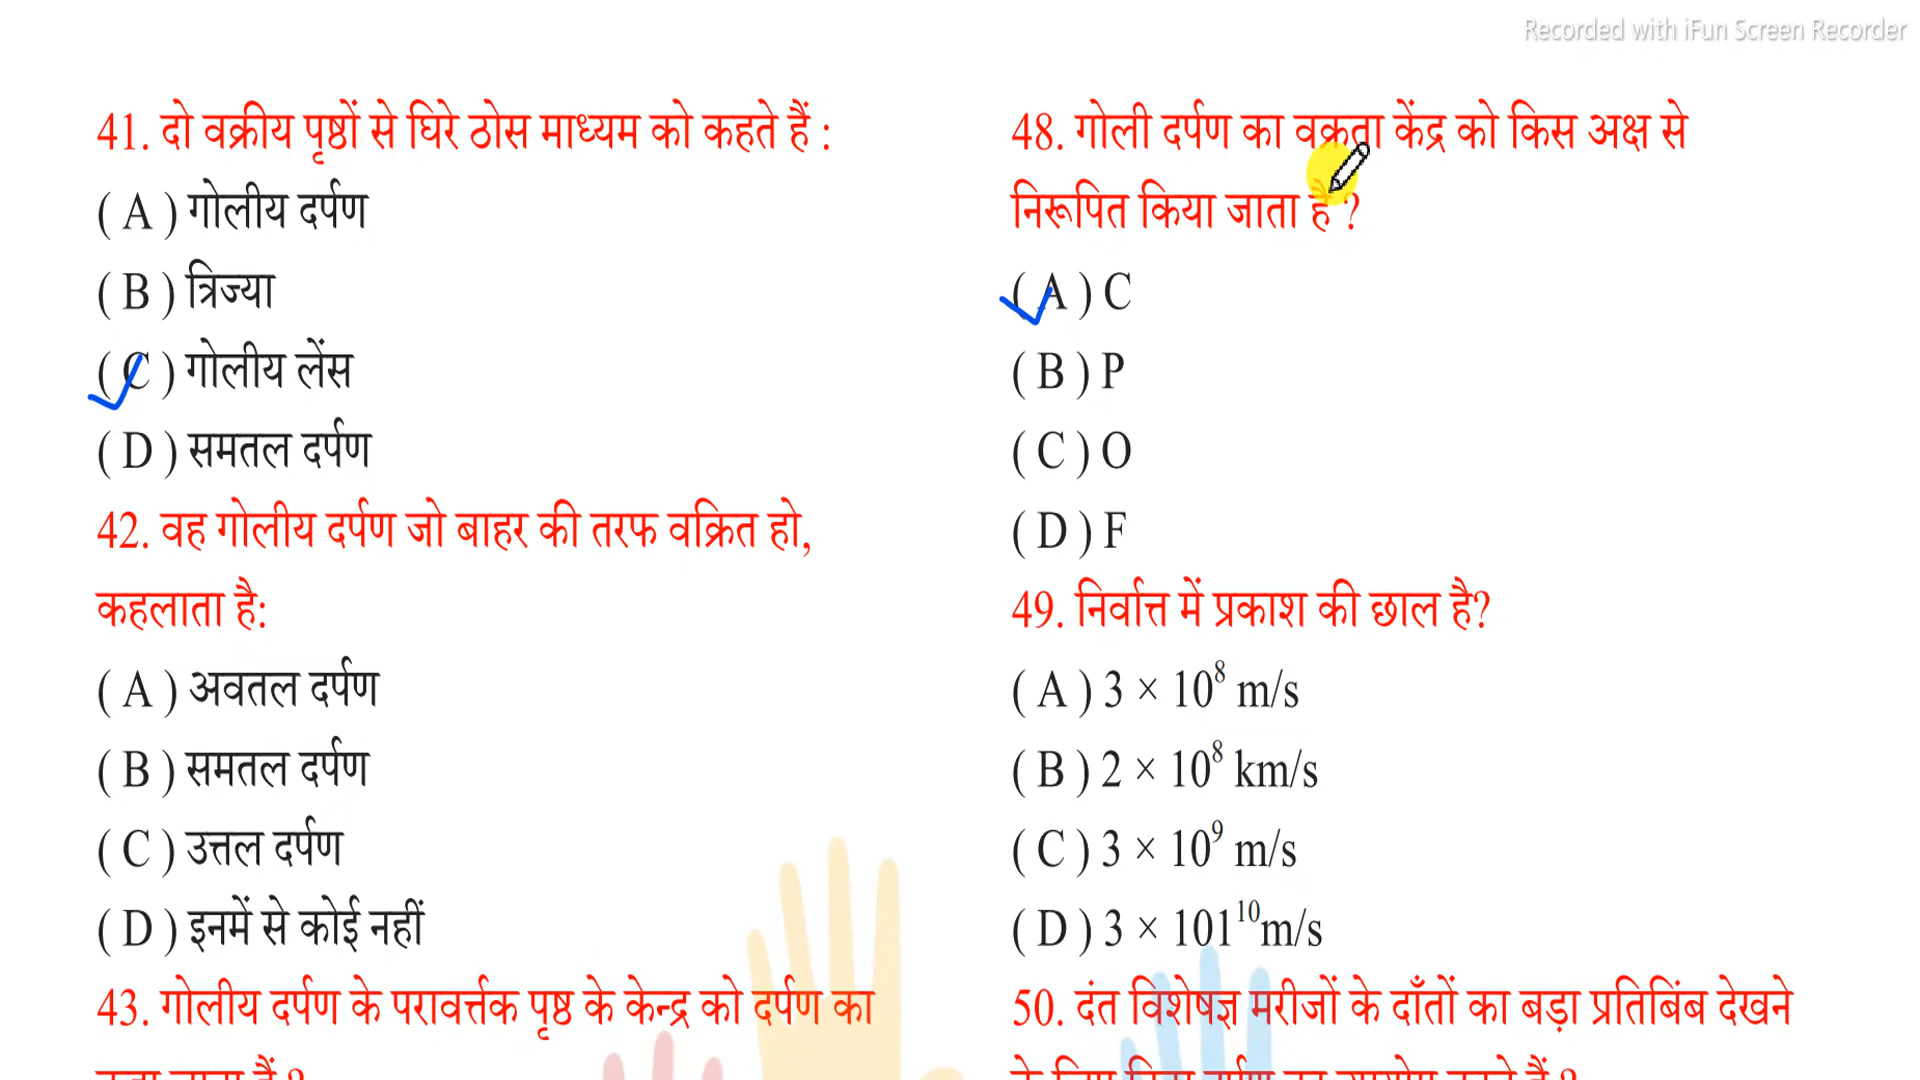 Recorded with iFun Screen Recorder
41. दो वक्रीय पृष्ठों से घिरे ठोस माध्यम को कहते हैं :
( A ) गोलीय दर्पण
( B ) त्रिज्या
( C ) गोलीय लेंस
( D ) समतल दर्पण
42. वह गोलीय दर्पण जो बाहर की तरफ वक्रित हो,
कहलाता है:
( A ) अवतल दर्पण
( B ) समतल दर्पण
( C ) उत्तल दर्पण
( D ) इनमें से कोई नहीं
43. गोलीय दर्पण के परावर्त्तक पृष्ठ के केन्द्र को दर्पण का
48. गोली दर्पण का वक्रता केंद्र को किस अक्ष से
निरूपित किया जाता है ?
( A ) C
( B ) P
( C ) O
( D ) F
49. निर्वात्त में प्रकाश की छाल है?
( A ) 3 × 10⁸ m/s
( B ) 2 × 10⁸ km/s
( C ) 3 × 10⁹ m/s
( D ) 3 × 101¹⁰m/s
50. दंत विशेषज्ञ मरीजों के दाँतों का बड़ा प्रतिबिंब देखने